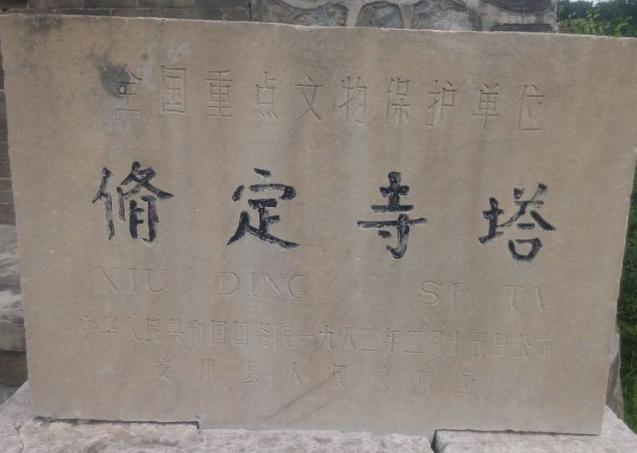 全国重点文物保护单位
脩定寺塔
XIU DING SI TA
中华人民共和国国务院一九八二年二月十五日公布
安阳县人民政府立